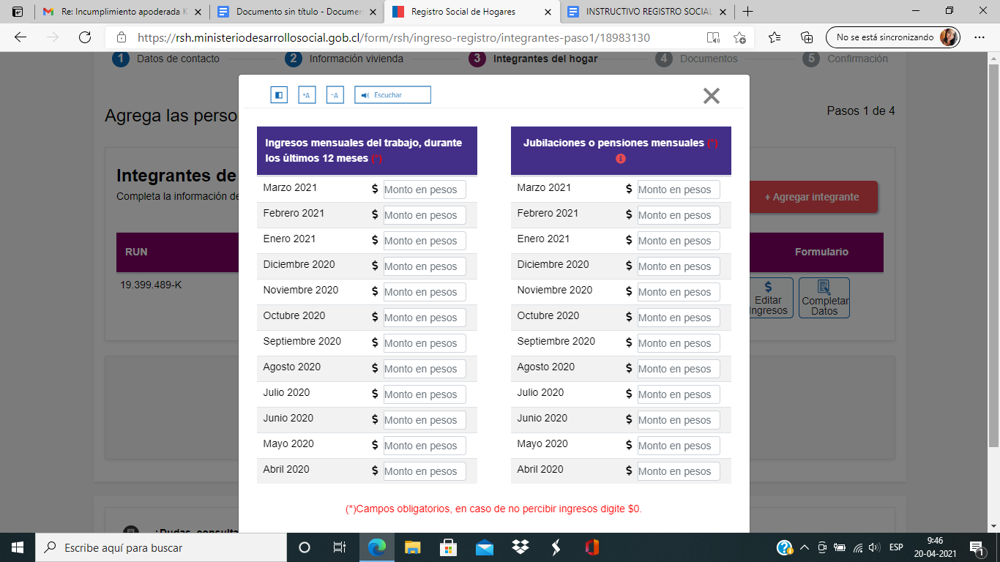 Re: Incumplimiento apoderada K
Documento sin título - Documen
Registro Social de Hogares
INSTRUCTIVO REGISTRO SOCIAL
https://rsh.ministeriodesarrollosocial.gob.cl/form/rsh/ingreso-registro/integrantes-paso1/18983130
No se está sincronizando
1 Datos de contacto
2 Información vivienda
3 Integrantes del hogar
4 Documentos
5 Confirmación
+A
-A
Escuchar
Agrega las perso
Pasos 1 de 4
Integrantes de
Completa la información de
+ Agregar integrante
RUN
Formulario
19.399.489-K
$ Editar
Ingresos
Completar
Datos
Ingresos mensuales del trabajo, durante
los últimos 12 meses (*)
Marzo 2021 $ Monto en pesos
Febrero 2021 $ Monto en pesos
Enero 2021 $ Monto en pesos
Diciembre 2020 $ Monto en pesos
Noviembre 2020 $ Monto en pesos
Octubre 2020 $ Monto en pesos
Septiembre 2020 $ Monto en pesos
Agosto 2020 $ Monto en pesos
Julio 2020 $ Monto en pesos
Junio 2020 $ Monto en pesos
Mayo 2020 $ Monto en pesos
Abril 2020 $ Monto en pesos
Jubilaciones o pensiones mensuales (*)
Marzo 2021 $ Monto en pesos
Febrero 2021 $ Monto en pesos
Enero 2021 $ Monto en pesos
Diciembre 2020 $ Monto en pesos
Noviembre 2020 $ Monto en pesos
Octubre 2020 $ Monto en pesos
Septiembre 2020 $ Monto en pesos
Agosto 2020 $ Monto en pesos
Julio 2020 $ Monto en pesos
Junio 2020 $ Monto en pesos
Mayo 2020 $ Monto en pesos
Abril 2020 $ Monto en pesos
(*)Campos obligatorios, en caso de no percibir ingresos digite $0.
¿Dudas, consulta
Escribe aquí para buscar
ESP
9:46
20-04-2021
1